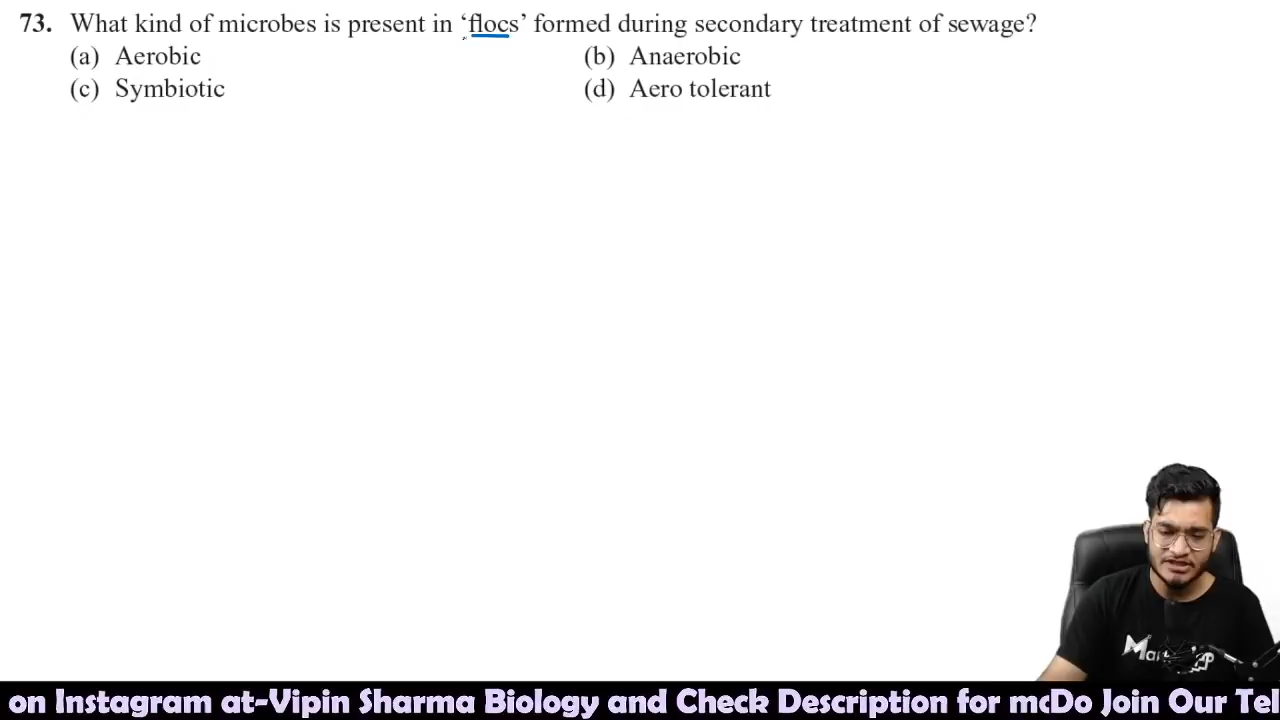 73. What kind of microbes is present in ‘flocs’ formed during secondary treatment of sewage?
(a) Aerobic (b) Anaerobic
(c) Symbiotic (d) Aero tolerant
on Instagram at-Vipin Sharma Biology and Check Description for mcDo Join Our Tel